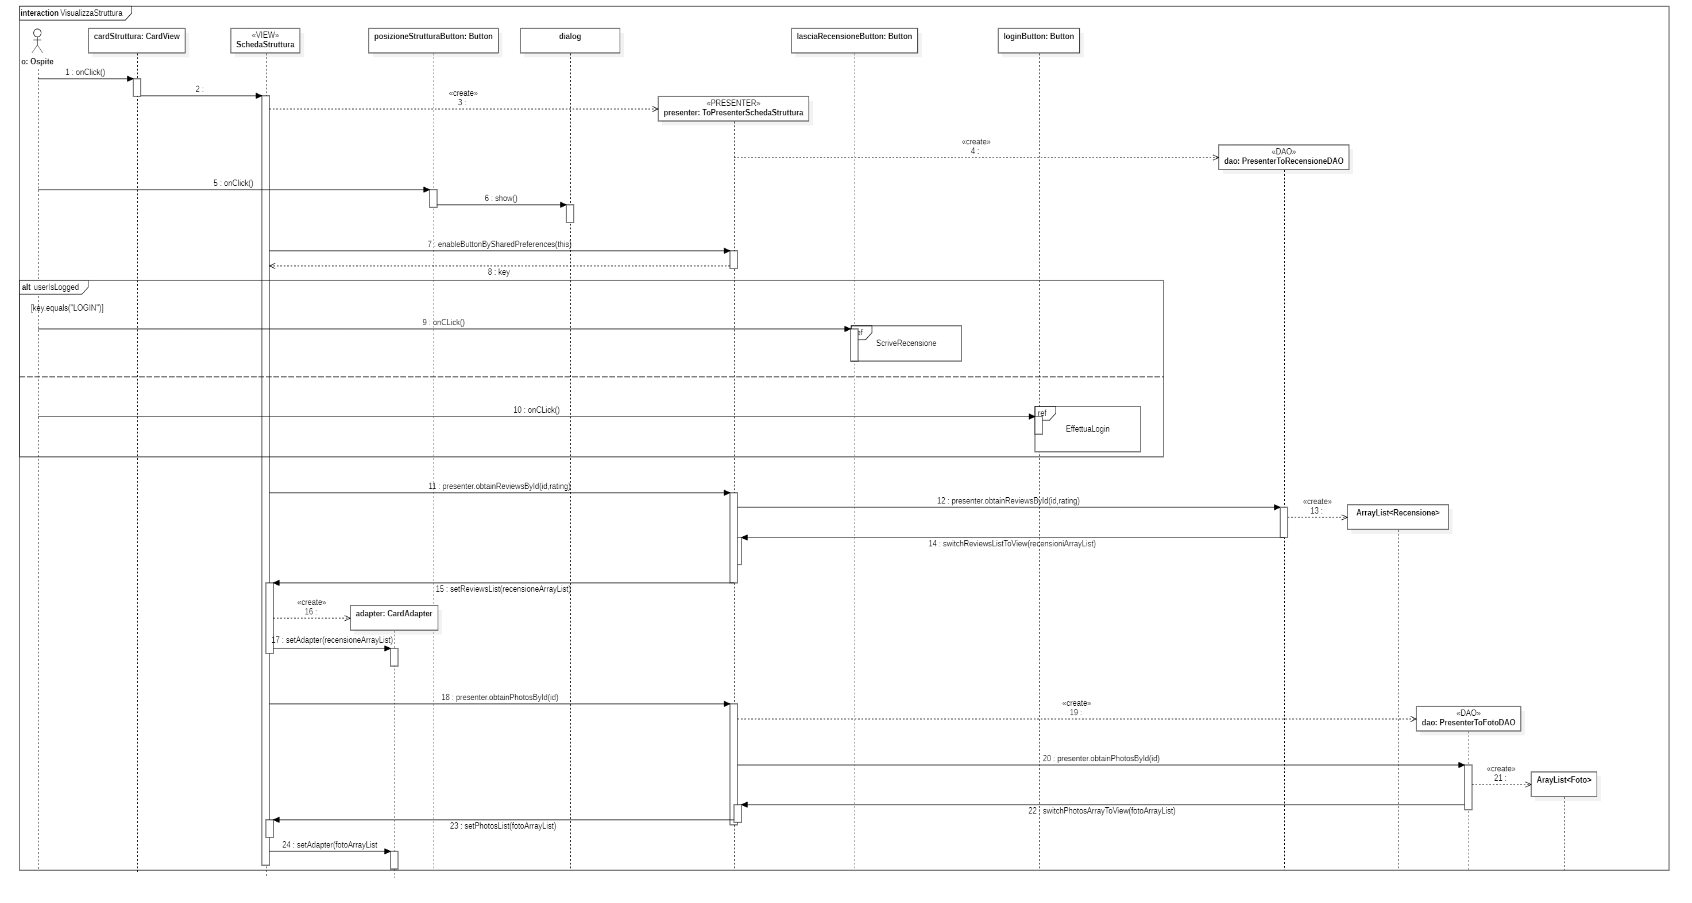 interaction VisualizzaStruttura
o: Ospite
cardStruttura: CardView
«VIEW»
SchedaStruttura
posizioneStrutturaButton: Button
dialog
lasciaRecensioneButton: Button
loginButton: Button
1 : onClick()
2 :
«create»
3 :
«PRESENTER»
presenter: ToPresenterSchedaStruttura
«create»
4 :
«DAO»
dao: PresenterToRecensioneDAO
5 : onClick()
6 : show()
7 : enableButtonBySharedPreferences(this)
8 : key
alt userIsLogged
[key.equals("LOGIN")]
9 : onCLick()
ref
ScriveRecensione
10 : onCLick()
ref
EffettuaLogin
11 : presenter.obtainReviewsById(id,rating)
12 : presenter.obtainReviewsById(id,rating)
«create»
13 :
ArrayList<Recensione>
14 : switchReviewsListToView(recensioniArrayList)
15 : setReviewsList(recensioneArrayList)
«create»
16 :
adapter: CardAdapter
17 : setAdapter(recensioneArrayList)
18 : presenter.obtainPhotosById(id)
«create»
19 :
«DAO»
dao: PresenterToFotoDAO
20 : presenter.obtainPhotosById(id)
«create»
21 :
ArayList<Foto>
22 : switchPhotosArrayToView(fotoArrayList)
23 : setPhotosList(fotoArrayList)
24 : setAdapter(fotoArrayList